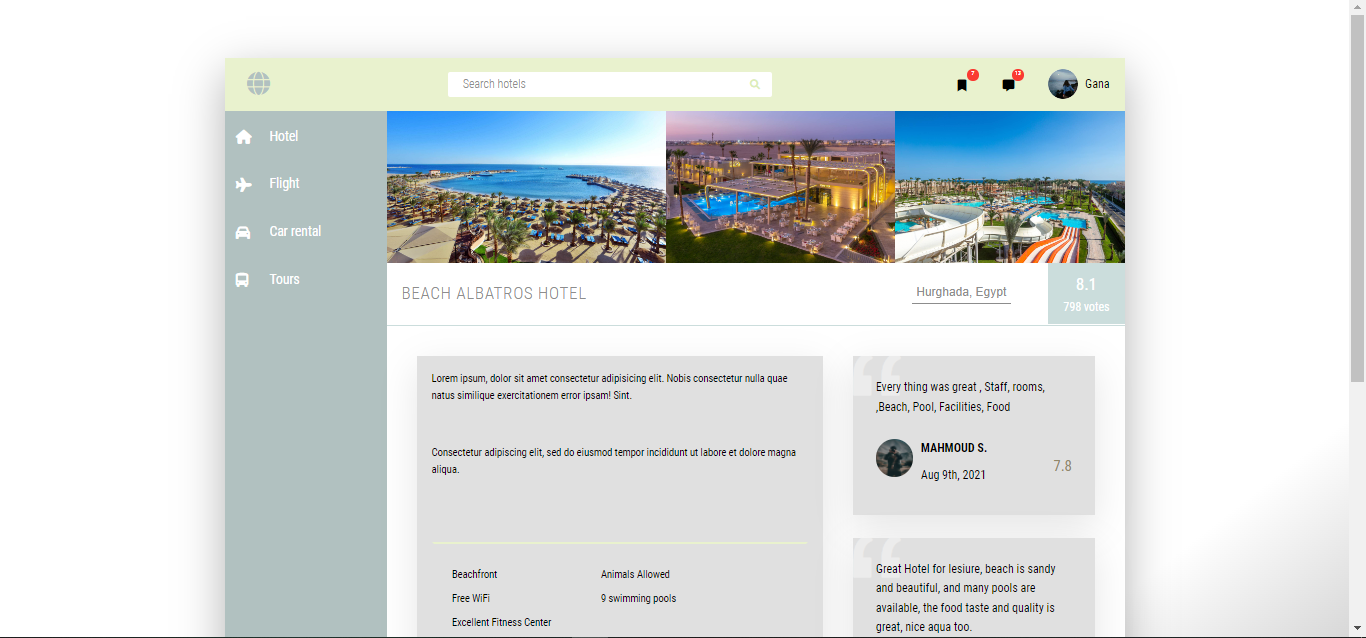 Search hotels
7
13
Gana
Hotel
Flight
Car rental
Tours
BEACH ALBATROS HOTEL
Hurghada, Egypt
8.1
798 votes
Lorem ipsum, dolor sit amet consectetur adipisicing elit. Nobis consectetur nulla quae
natus similique exercitationem error ipsam! Sint.
Consectetur adipiscing elit, sed do eiusmod tempor incididunt ut labore et dolore magna
aliqua.
Beachfront
Animals Allowed
Free WiFi
9 swimming pools
Excellent Fitness Center
“
Every thing was great , Staff, rooms,
,Beach, Pool, Facilities, Food
MAHMOUD S.
Aug 9th, 2021
7.8
“
Great Hotel for lesiure, beach is sandy
and beautiful, and many pools are
available, the food taste and quality is
great, nice aqua too.